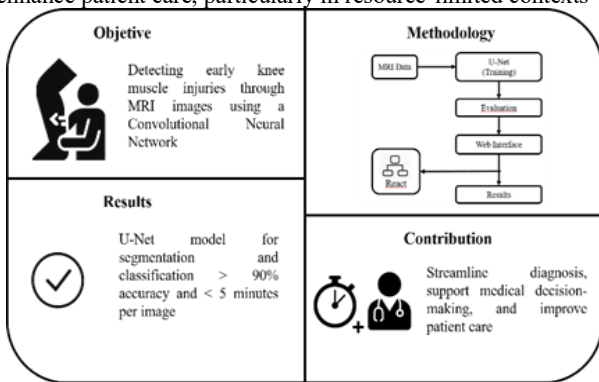 enhance patient care, particularly in resource-limited contexts
Objetive
Detecting early knee
muscle injuries through
MRI images using a
Convolutional Neural
Network
Methodology
MRI Data
U-Net
(Training)
Evaluation
Web Interface
React
Results
Results
U-Net model for
segmentation and
classification > 90%
accuracy and < 5 minutes
per image
Contribution
Streamline diagnosis,
support medical decision-
making, and improve
patient care